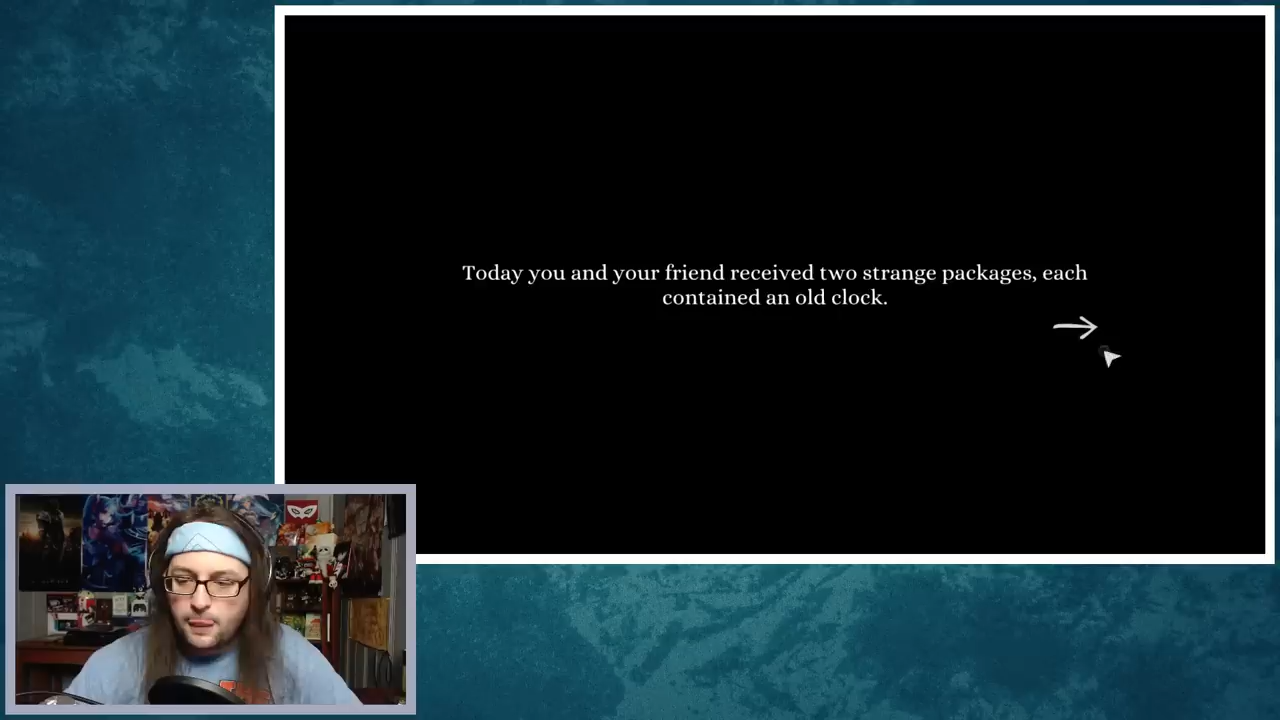 Today you and your friend received two strange packages, each
contained an old clock.